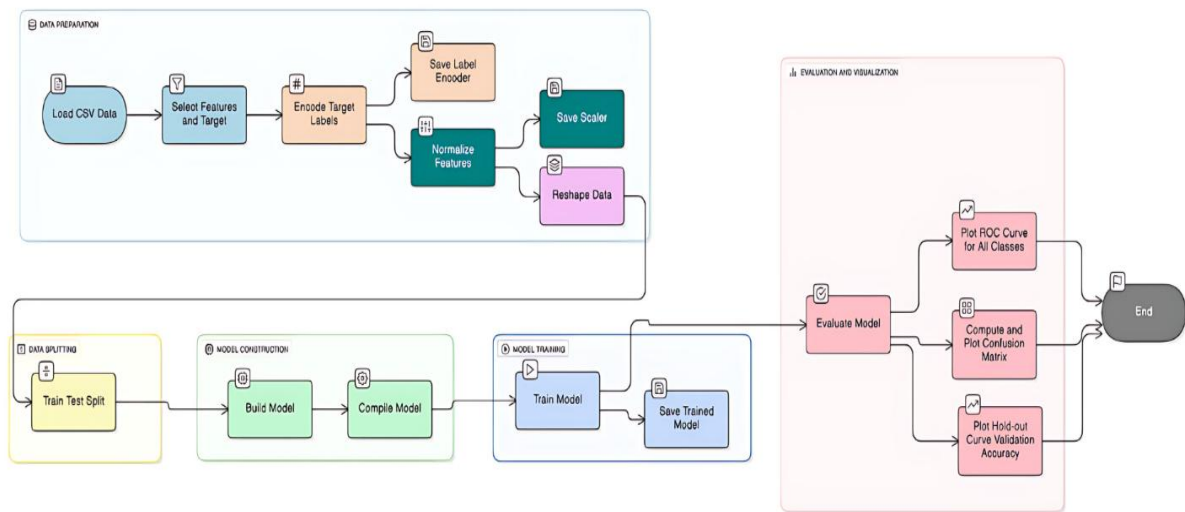 DATA PREPARATION
Load CSV Data
Select Features
and Target
Encode Target
Labels
Save Label
Encoder
Normalize
Features
Save Scaler
Reshape Data
DATA SPLITTING
Train Test Split
MODEL CONSTRUCTION
Build Model
Compile Model
MODEL TRAINING
Train Model
Save Trained
Model
EVALUATION AND VISUALIZATION
Evaluate Model
Plot ROC Curve
for All Classes
Compute and
Plot Confusion
Matrix
Plot Hold-out
Curve Validation
Accuracy
End